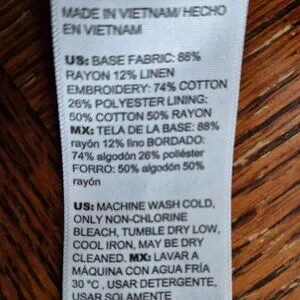 MADE IN VIETNAM/ HECHO
EN VIETNAM
US: BASE FABRIC: 88%
RAYON 12% LINEN
EMBROIDERY: 74% COTTON
26% POLYESTER LINING:
50% COTTON 50% RAYON
MX: TELA DE LA BASE: 88%
rayón 12% lino BORDADO:
74% algodón 26% poliéster
FORRO: 50% algodón 50%
rayón
US: MACHINE WASH COLD,
ONLY NON-CHLORINE
BLEACH, TUMBLE DRY LOW,
COOL IRON, MAY BE DRY
CLEANED. MX: LAVAR A
MÁQUINA CON AGUA FRÍA
30 °C , USAR DETERGENTE,
USAR SOLAMENTE